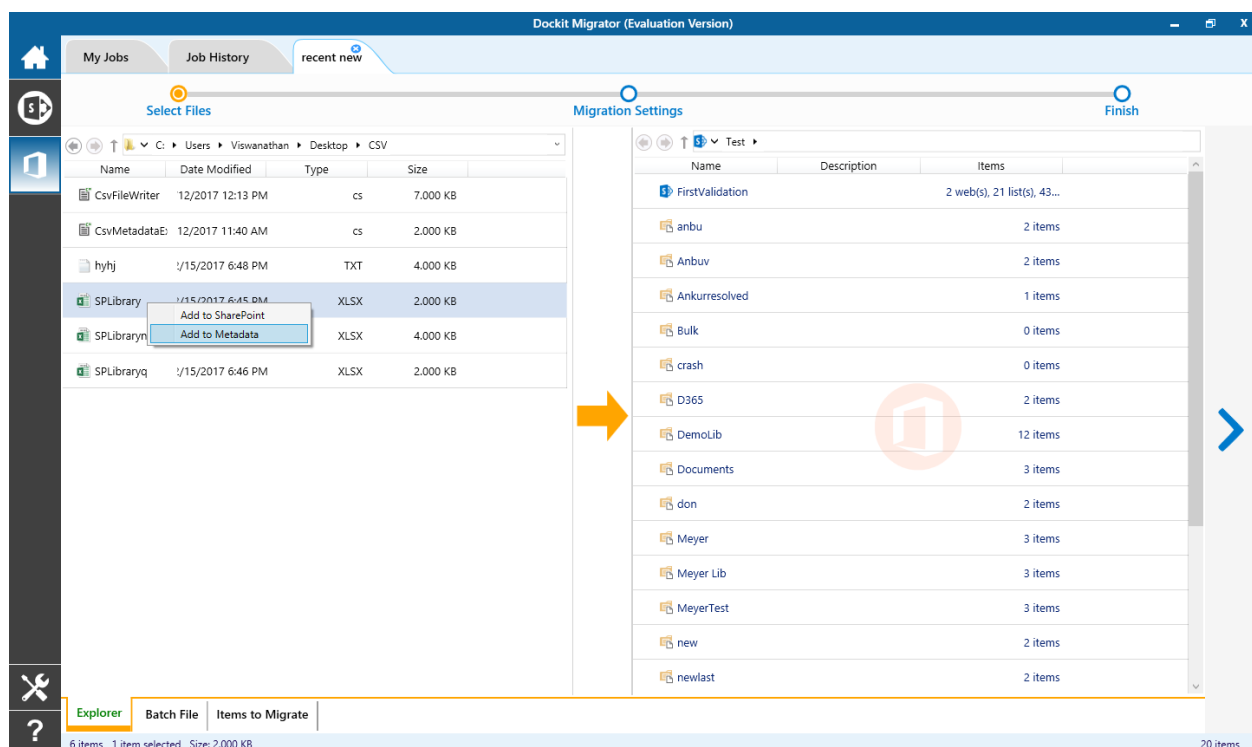 Dockit Migrator (Evaluation Version)
My Jobs Job History recent new
Select Files Migration Settings Finish
C: Users Viswanathan Desktop CSV
Name Date Modified Type Size
CsvFileWriter 12/2017 12:13 PM cs 7.000 KB
CsvMetadataE 12/2017 11:40 AM cs 2.000 KB
hyhj /15/2017 6:48 PM TXT 4.000 KB
SPLibrary /15/2017 6:45 PM XLSX 2.000 KB
Add to SharePoint
Add to Metadata
SPLibraryn XLSX 4.000 KB
SPLibraryq /15/2017 6:46 PM XLSX 2.000 KB
Test
Name Description Items
FirstValidation 2 web(s), 21 list(s), 43...
anbu 2 items
Anbuv 2 items
Ankurresolved 1 items
Bulk 0 items
crash 0 items
D365 2 items
DemoLib 12 items
Documents 3 items
don 2 items
Meyer 3 items
Meyer Lib 3 items
MeyerTest 3 items
new 2 items
newlast 2 items
Explorer Batch File Items to Migrate
6 items 1 item selected Size: 2.000 KB 20 items